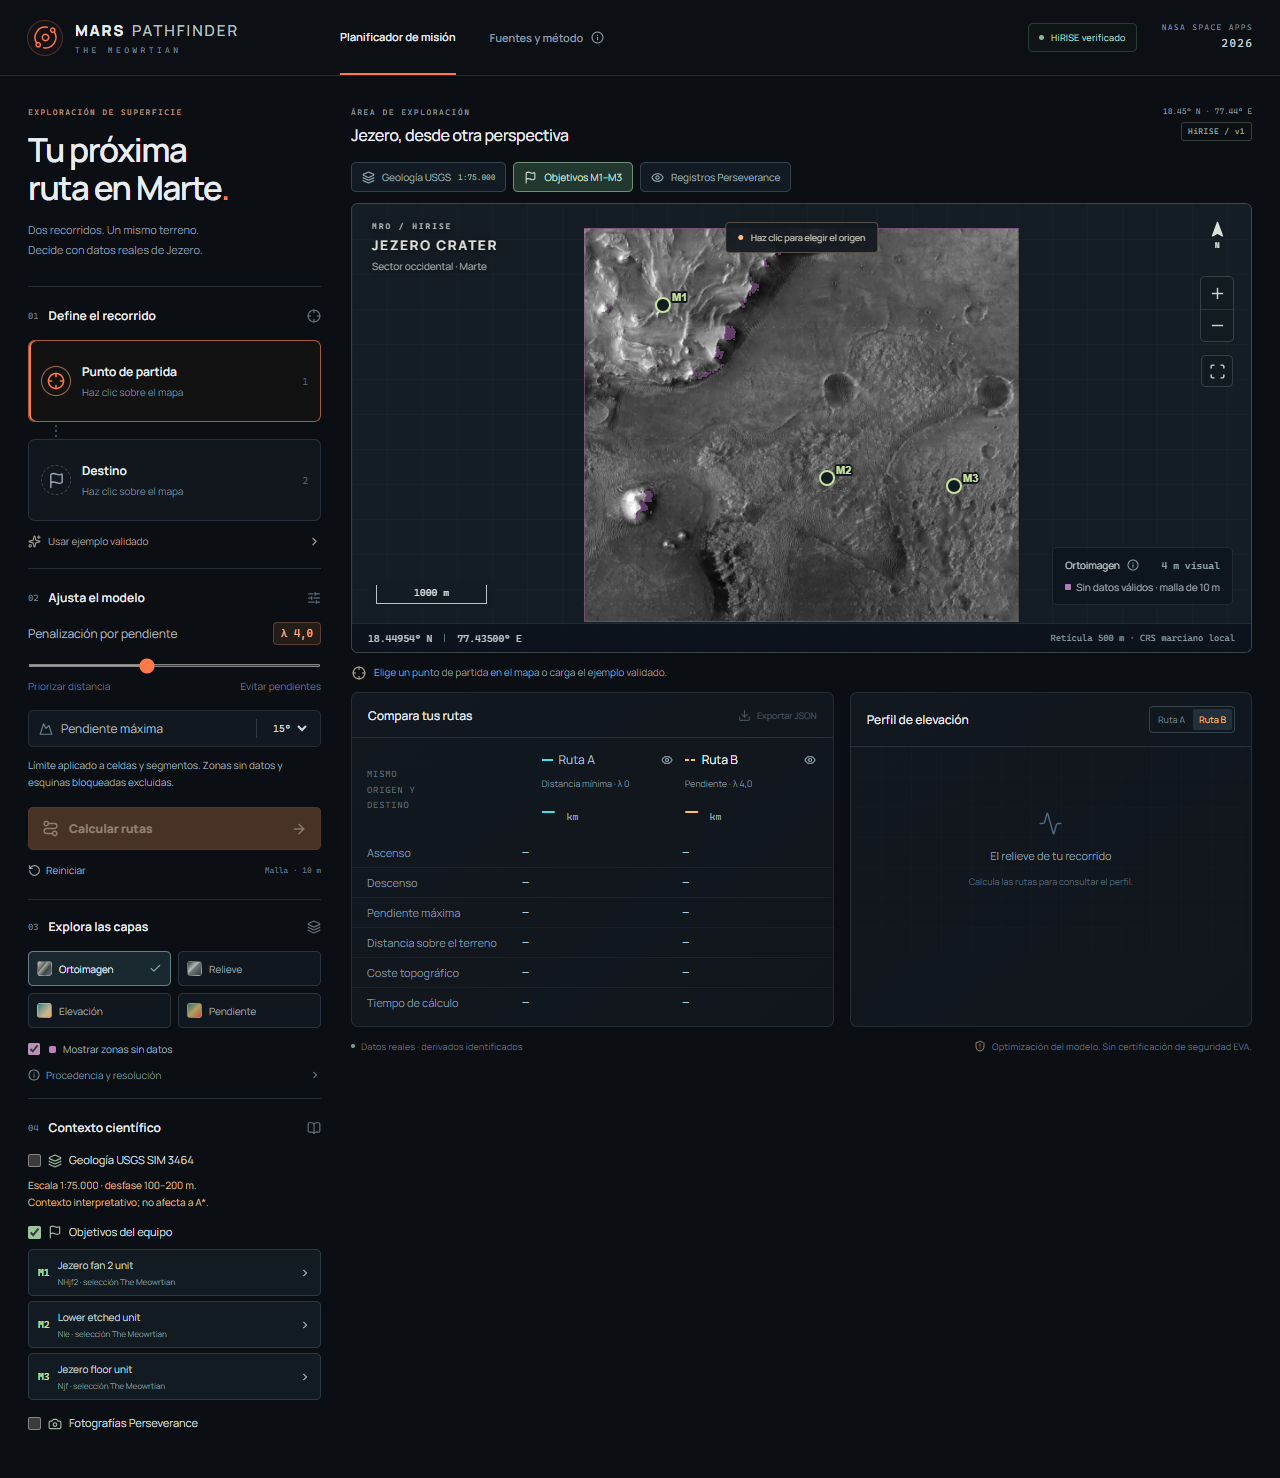 MARS PATHFINDER
THE MEOWRTIAN
Planificador de misión
Fuentes y método
HiRISE verificado
NASA SPACE APPS
2026
EXPLORACIÓN DE SUPERFICIE
Tu próxima
ruta en Marte.
Dos recorridos. Un mismo terreno.
Decide con datos reales de Jezero.
01 Define el recorrido
Punto de partida
Haz clic sobre el mapa
1
Destino
Haz clic sobre el mapa
2
Usar ejemplo validado
02 Ajusta el modelo
Penalización por pendiente
λ 4,0
Priorizar distancia
Evitar pendientes
Pendiente máxima
15°
Límite aplicado a celdas y segmentos. Zonas sin datos y
esquinas bloqueadas excluidas.
Calcular rutas
Reiniciar
Malla · 10 m
03 Explora las capas
Ortoimagen
Relieve
Elevación
Pendiente
Mostrar zonas sin datos
Procedencia y resolución
04 Contexto científico
Geología USGS SIM 3464
Escala 1:75.000 · desfase 100–200 m.
Contexto interpretativo; no afecta a A*.
Objetivos del equipo
M1
Jezero fan 2 unit
NHjf2 · selección The Meowrtian
M2
Lower etched unit
Nle · selección The Meowrtian
M3
Jezero floor unit
Njf · selección The Meowrtian
Fotografías Perseverance
ÁREA DE EXPLORACIÓN
Jezero, desde otra perspectiva
18.45° N · 77.44° E
HiRISE / v1
Geología USGS 1:75.000
Objetivos M1–M3
Registros Perseverance
MRO / HIRISE
JEZERO CRATER
Sector occidental · Marte
Haz clic para elegir el origen
N
M1
M2
M3
1000 m
Ortoimagen
4 m visual
Sin datos válidos · malla de 10 m
18.44954° N | 77.43500° E
Retícula 500 m · CRS marciano local
Elige un punto de partida en el mapa o carga el ejemplo validado.
Compara tus rutas
Exportar JSON
MISMO
ORIGEN Y
DESTINO
Ruta A
Distancia mínima · λ 0
— km
Ruta B
Pendiente · λ 4,0
— km
Ascenso – –
Descenso – –
Pendiente máxima – –
Distancia sobre el terreno – –
Coste topográfico – –
Tiempo de cálculo – –
Perfil de elevación
Ruta A
Ruta B
El relieve de tu recorrido
Calcula las rutas para consultar el perfil.
Datos reales · derivados identificados
Optimización del modelo. Sin certificación de seguridad EVA.